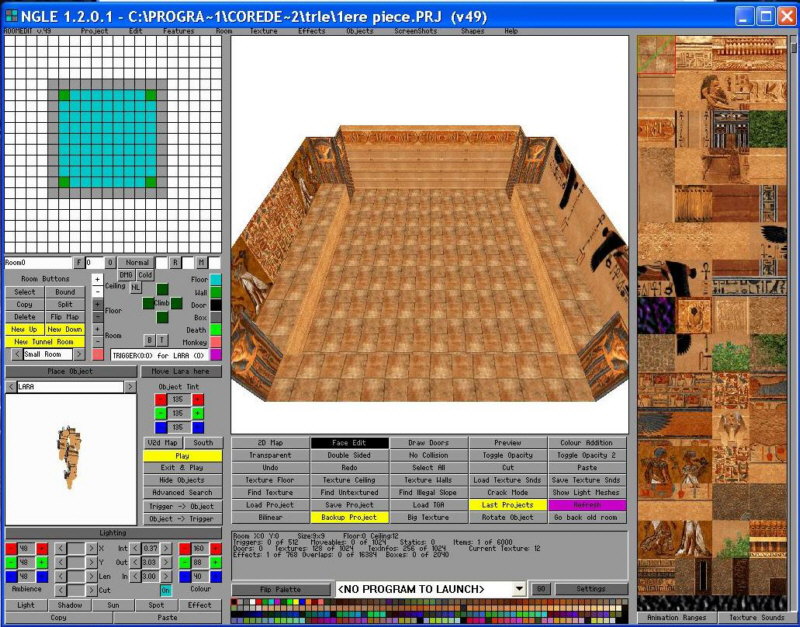 NGLE 1.2.0.1 - C:\PROGRA~1\COREDE~2\trle\1ere piece.PRJ (v49)
ROOMEDIT v.49 Project Edit Features Room Texture Effects Objects ScreenShots Shapes Help
Room0 F 0 0 Normal R M
DMG Cold
Room Buttons + Ceiling NL Floor
Select Bound - Wall
Copy Split + Floor Climb Door
Delete Flip Map - Box
New Up New Down + Room Death
New Tunnel Room - B T Monkey
< Small Room > TRIGGER(0:0) for LARA (0)
Place Object Move Lara here
< LARA > Object Tint
- 135 +
- 135 +
- 135 +
V2d Map South
Play
Exit & Play
Hide Objects
Advanced Search
Trigger -> Object
Object -> Trigger
2D Map Face Edit Draw Doors Preview Colour Addition
Transparent Double Sided No Collision Toggle Opacity Toggle Opacity 2
Undo Redo Select All Cut Paste
Texture Floor Texture Ceiling Texture Walls Load Texture Snds Save Texture Snds
Find Texture Find Untextured Find Illegal Slope Crack Mode Show Light Meshes
Load Project Save Project Load TGA Last Projects Refresh
Bilinear Backup Project Big Texture Rotate Object Go back old room
Lighting
- 48 + < > X Int < 0.37 > - 160 +
- 48 + < > Y Out < 3.03 > - 88 +
- 48 + < > Len In < 3.00 > - 40 +
Ambience < > Cut On Colour
Light Shadow Sun Spot Effect
Copy Paste
Room X:0 Y:0 Size:9x9 Floor:0 Ceiling:12
Triggers: 0 of 512 Moveables: 0 of 1024 Statics: 0 Items: 1 of 6000
Doors: 0 Textures: 128 of 1024 TexInfos: 256 of 1024 Current Texture: 12
Effects: 1 of 768 Overlaps: 0 of 16384 Boxes: 0 of 2040
Flip Palette <NO PROGRAM TO LAUNCH> GO Settings
Animation Ranges Texture Sounds